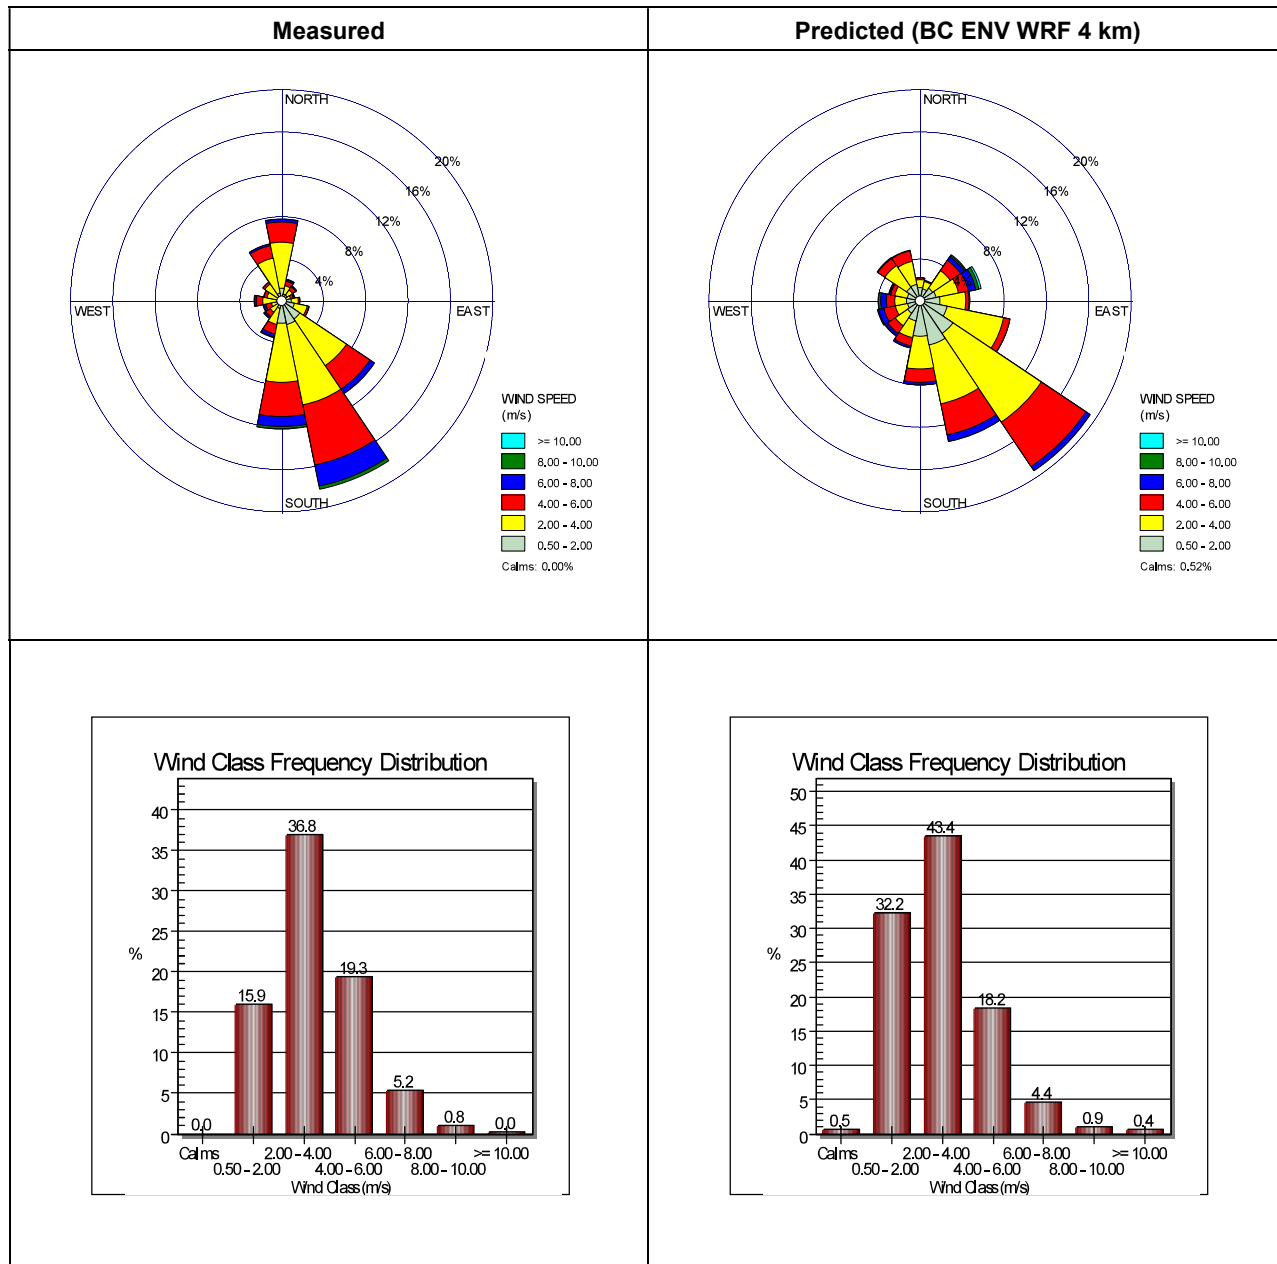 Measured
Predicted (BC ENV WRF 4 km)
NORTH
20%
16%
12%
8%
4%
WEST
EAST
SOUTH
WIND SPEED
(m/s)
>= 10.00
8.00 - 10.00
6.00 - 8.00
4.00 - 6.00
2.00 - 4.00
0.50 - 2.00
Calms: 0.00%
NORTH
20%
16%
12%
8%
4%
WEST
EAST
SOUTH
WIND SPEED
(m/s)
>= 10.00
8.00 - 10.00
6.00 - 8.00
4.00 - 6.00
2.00 - 4.00
0.50 - 2.00
Calms: 0.52%
Wind Class Frequency Distribution
40
35
30
25
20
15
10
5
0
%
0.0
15.9
36.8
19.3
5.2
0.8
0.0
Calms 2.00 - 4.00 6.00 - 8.00 >= 10.00
0.50 - 2.00 4.00 - 6.00 8.00 - 10.00
Wind Class (m/s)
Wind Class Frequency Distribution
50
45
40
35
30
25
20
15
10
5
0
%
0.5
32.2
43.4
18.2
4.4
0.9
0.4
Calms 2.00 - 4.00 6.00 - 8.00 >= 10.00
0.50 - 2.00 4.00 - 6.00 8.00 - 10.00
Wind Class (m/s)